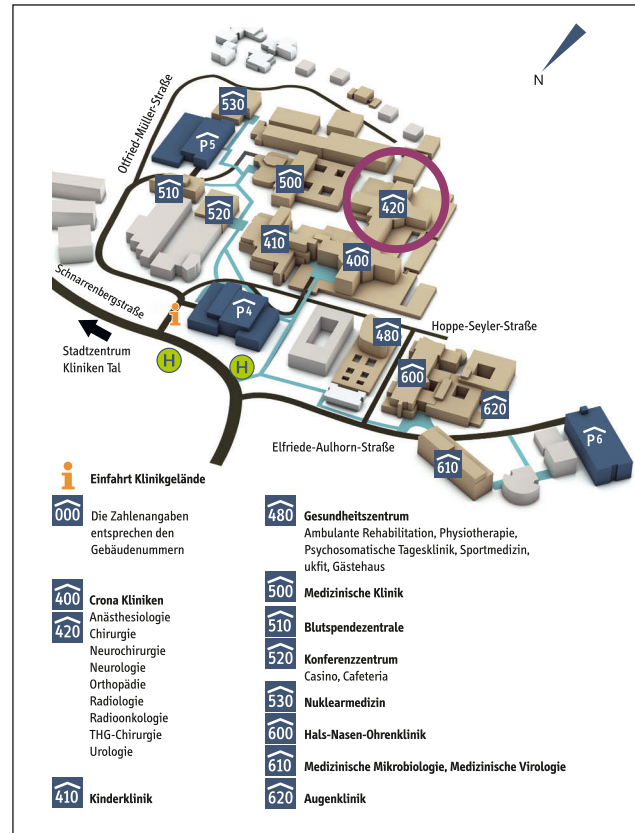 N
530
Otfried-Müller-Straße
P5
500
510
420
520
410
400
Schnarrenbergstraße
P4
i
Hoppe-Seyler-Straße
480
Stadtzentrum
Kliniken Tal
H
H
600
620
P6
Elfriede-Aulhorn-Straße
610
i Einfahrt Klinikgelände
000 Die Zahlenangaben
entsprechen den
Gebäudenummern
400 Crona Kliniken
420 Anästhesiologie
Chirurgie
Neurochirurgie
Neurologie
Orthopädie
Radiologie
Radioonkologie
THG-Chirurgie
Urologie
410 Kinderklinik
480 Gesundheitszentrum
Ambulante Rehabilitation, Physiotherapie,
Psychosomatische Tagesklinik, Sportmedizin,
ukfit, Gästehaus
500 Medizinische Klinik
510 Blutspendezentrale
520 Konferenzzentrum
Casino, Cafeteria
530 Nuklearmedizin
600 Hals-Nasen-Ohrenklinik
610 Medizinische Mikrobiologie, Medizinische Virologie
620 Augenklinik